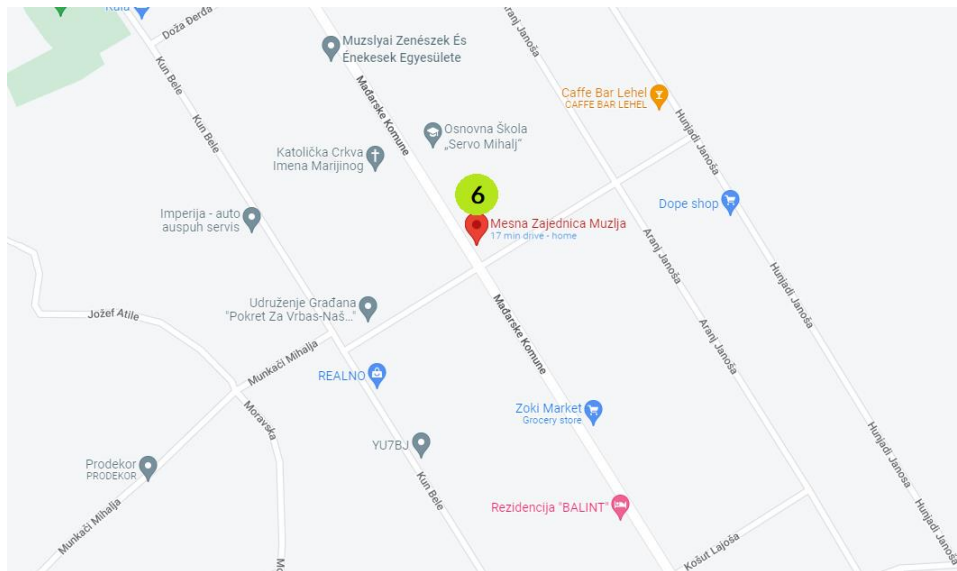 Kula
Doža Đerđa
Muzslyai Zenészek És
Énekesek Egyesülete
Aranj Janoša
Kun Bele
Mađarske Komune
Caffe Bar Lehel
CAFFE BAR LEHEL
Hunjadi Janoša
Kun Bele
Osnovna Škola
„Servo Mihalj”
Katolička Crkva
Imena Marijinog
6
Imperija - auto
auspuh servis
Mesna Zajednica Muzlja
17 min drive - home
Dope shop
Aranj Janoša
Hunjadi Janoša
Udruženje Građana
"Pokret Za Vrbas-Naš..."
Jožef Atile
Mađarske Komune
Aranj Janoša
Munkači Mihalja
REALNO
Zoki Market
Grocery store
Moravska
YU7BJ
Hunjadi Janosa
Prodekor
PRODEKOR
Kun Bele
Rezidencija "BALINT"
Munkači Mihalja
Košut Lajoša
Hunjadi Janoša